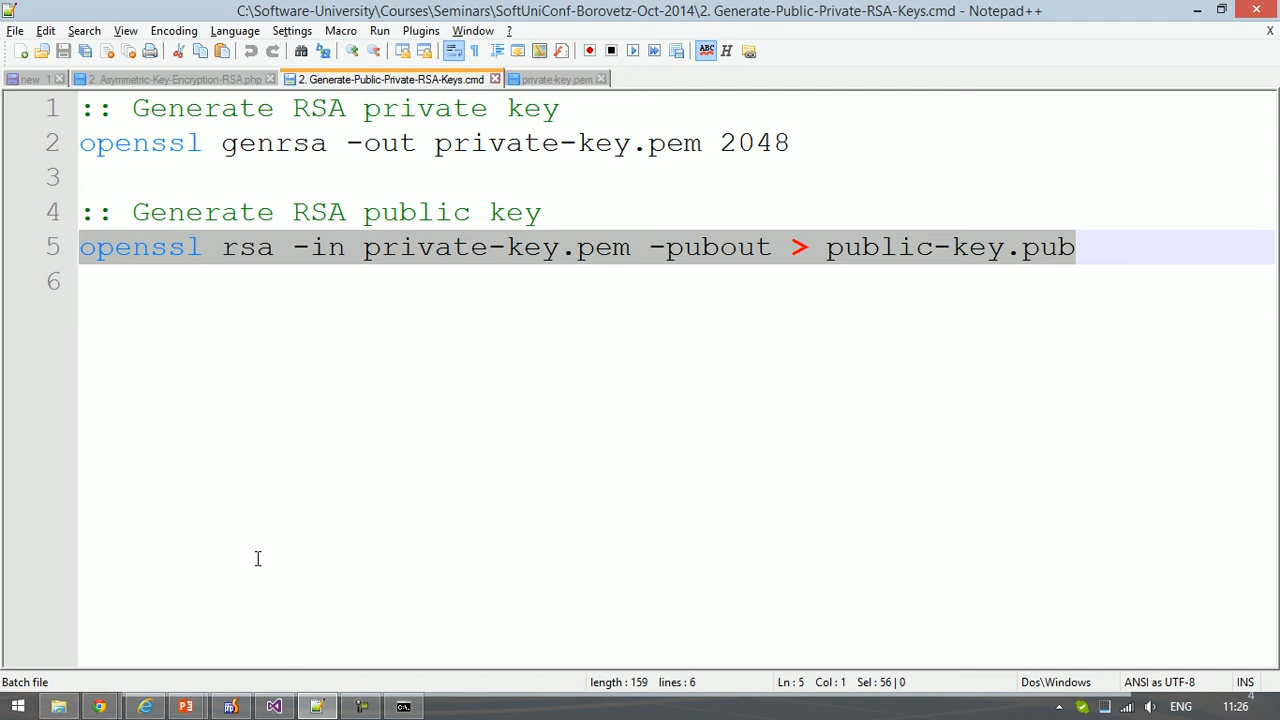 C:\Software-University\Courses\Seminars\SoftUniConf-Borovetz-Oct-2014\2. Generate-Public-Private-RSA-Keys.cmd - Notepad++
File Edit Search View Encoding Language Settings Macro Run Plugins Window ? X
new 1 2. Asymmetric-Key-Encryption-RSA.php 2. Generate-Public-Private-RSA-Keys.cmd private-key.pem
1 :: Generate RSA private key
2 openssl genrsa -out private-key.pem 2048
3
4 :: Generate RSA public key
5 openssl rsa -in private-key.pem -pubout > public-key.pub
6
Batch file length : 159 lines : 6 Ln : 5 Col : 1 Sel : 56 | 0 Dos\Windows ANSI as UTF-8 INS
4
ENG 11:26